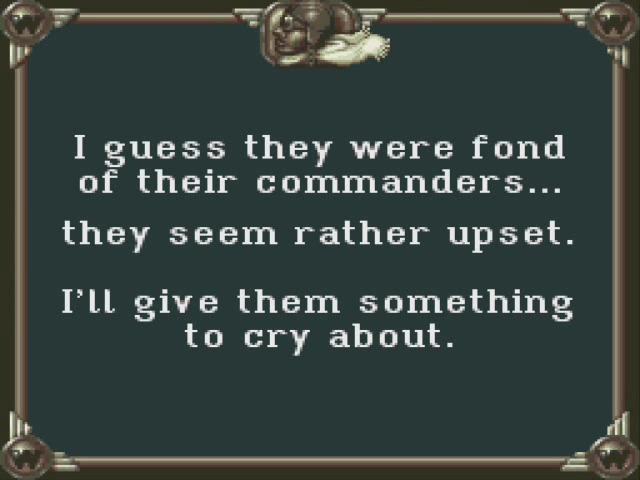 I guess they were fond
of their commanders...
they seem rather upset.
I'll give them something
to cry about.